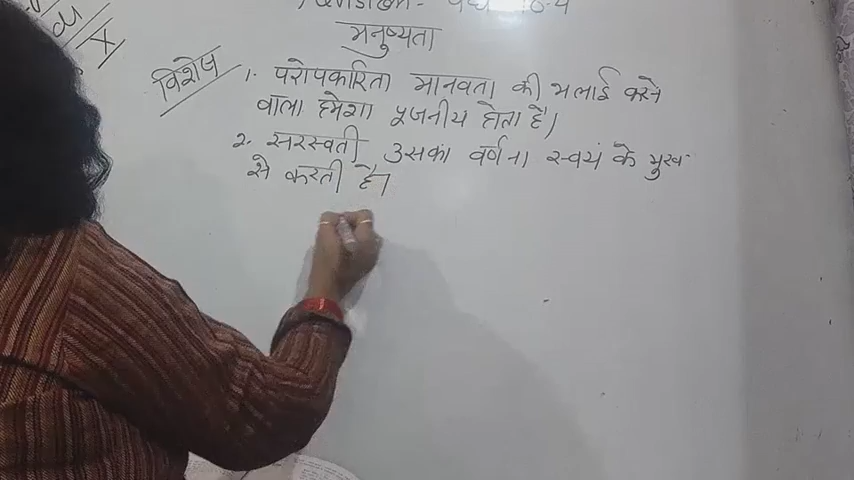 मनुष्यता
विशेष 1. परोपकारिता मानवता की भलाई करने
वाला हमेशा पूजनीय होता है।
2. सरस्वती उसका वर्णना स्वयं के मुख
से करती है।